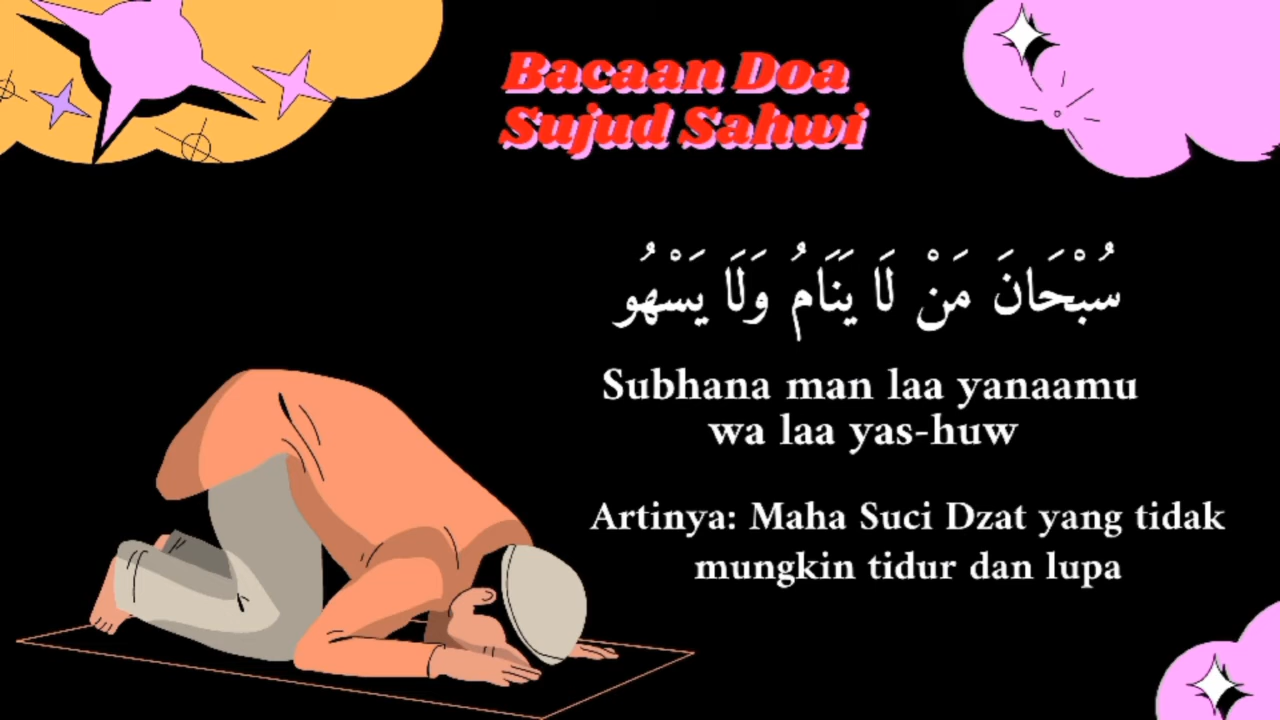 Bacaan Doa
Sujud Sahwi
سُبْحَانَ مَنْ لَا يَنَامُ وَلَا يَسْهُو
Subhana man laa yanaamu
wa laa yas-huw
Artinya: Maha Suci Dzat yang tidak
mungkin tidur dan lupa